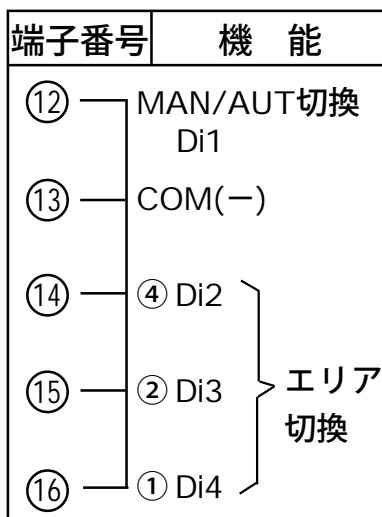 端子番号 機 能
⑫ MAN/AUT切換
Di1
⑬ COM(ー)
⑭ ④ Di2
⑮ ② Di3 エリア
切換
⑯ ① Di4